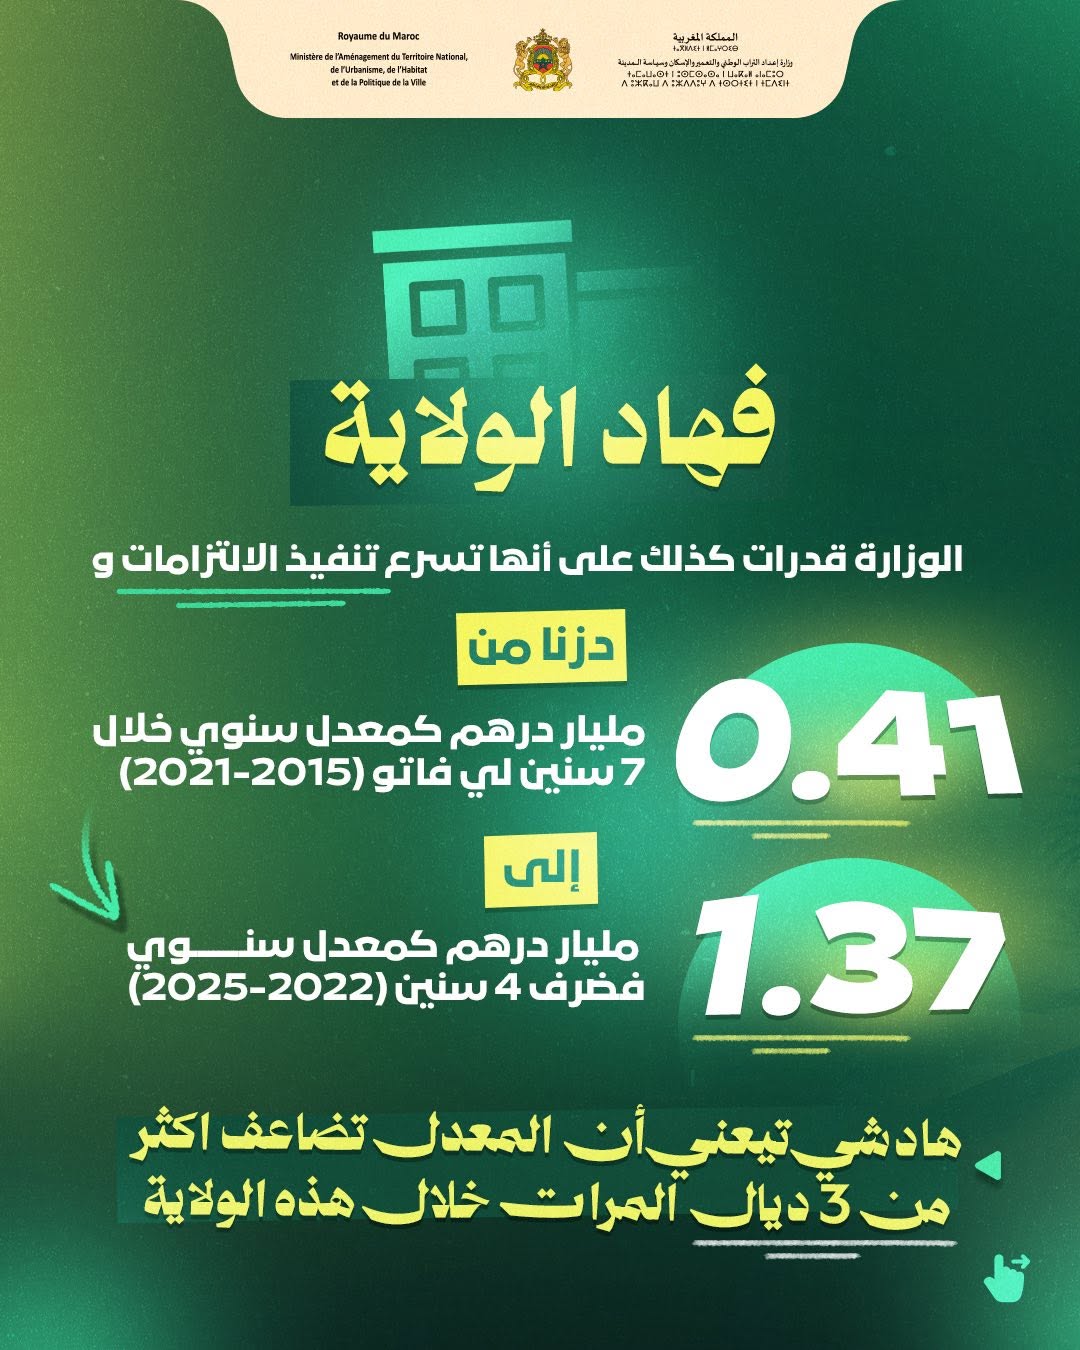 Royaume du Maroc
Ministère de l'Aménagement du Territoire National,
de l'Urbanisme, de l'Habitat
et de la Politique de la Ville
المملكة المغربية
ⵜⴰⴳⵍⴷⵉⵜ ⵏ ⵍⵎⵖⵔⵉⴱ
وزارة إعداد التراب الوطني والتعمير والإسكان وسياسة المدينة
فهاد الولاية
الوزارة قدرات كذلك على أنها تسرع تنفيذ الالتزامات و
دزنا من
0.41
مليار درهم كمعدل سنوي خلال
7 سنين لي فاتو (2015-2021)
إلى
1.37
مليار درهم كمعدل سنــــوي
فضرف 4 سنين (2022-2025)
هادشي تيعني أن المعدل تضاعف اكثر
من 3 ديال المرات خلال هذه الولاية